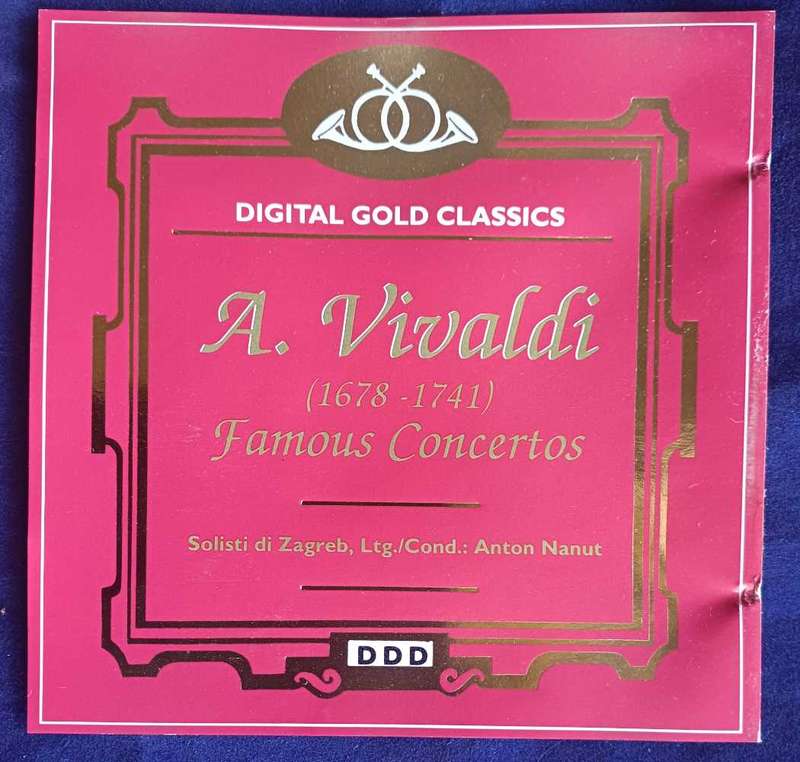 DIGITAL GOLD CLASSICS
A. Vivaldi
(1678 -1741)
Famous Concertos
Solisti di Zagreb, Ltg./Cond.: Anton Nanut
DDD